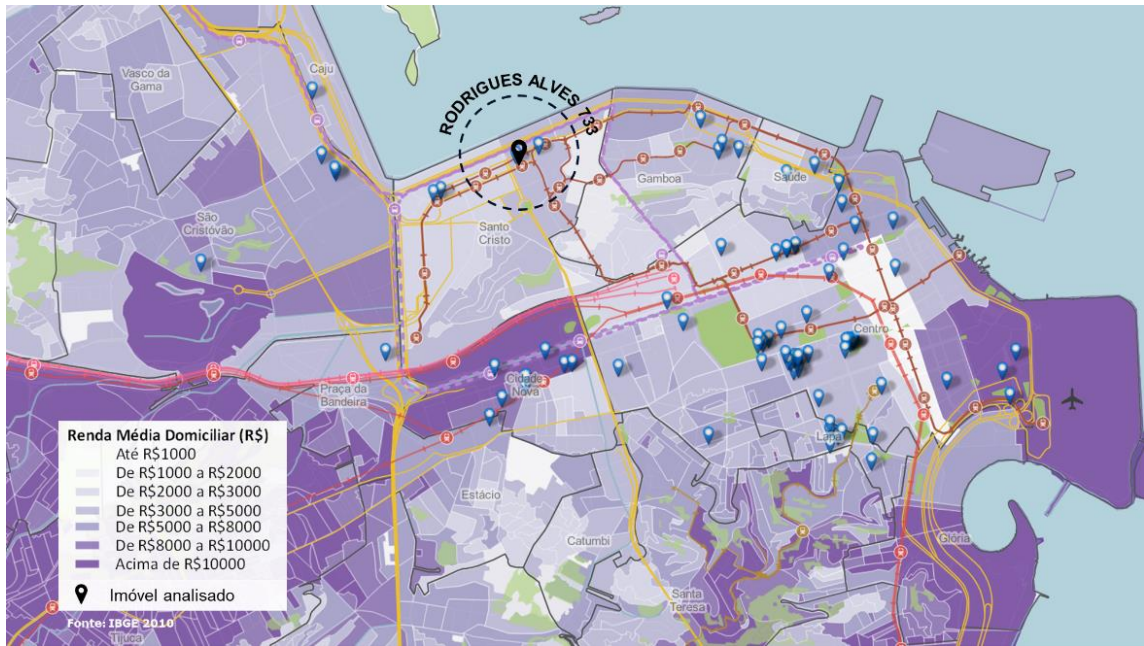 Vasco da
Gama
Caju
RODRIGUES ALVES 733
Gamboa
Saúde
São
Cristóvão
Santo
Cristo
Centro
Praça da
Bandeira
Cidade
Nova
Lapa
Estácio
Catumbi
Glória
Santa
Teresa
Tijuca
Renda Média Domiciliar (R$)
Até R$1000
De R$1000 a R$2000
De R$2000 a R$3000
De R$3000 a R$5000
De R$5000 a R$8000
De R$8000 a R$10000
Acima de R$10000
Imóvel analisado
Fonte: IBGE 2010